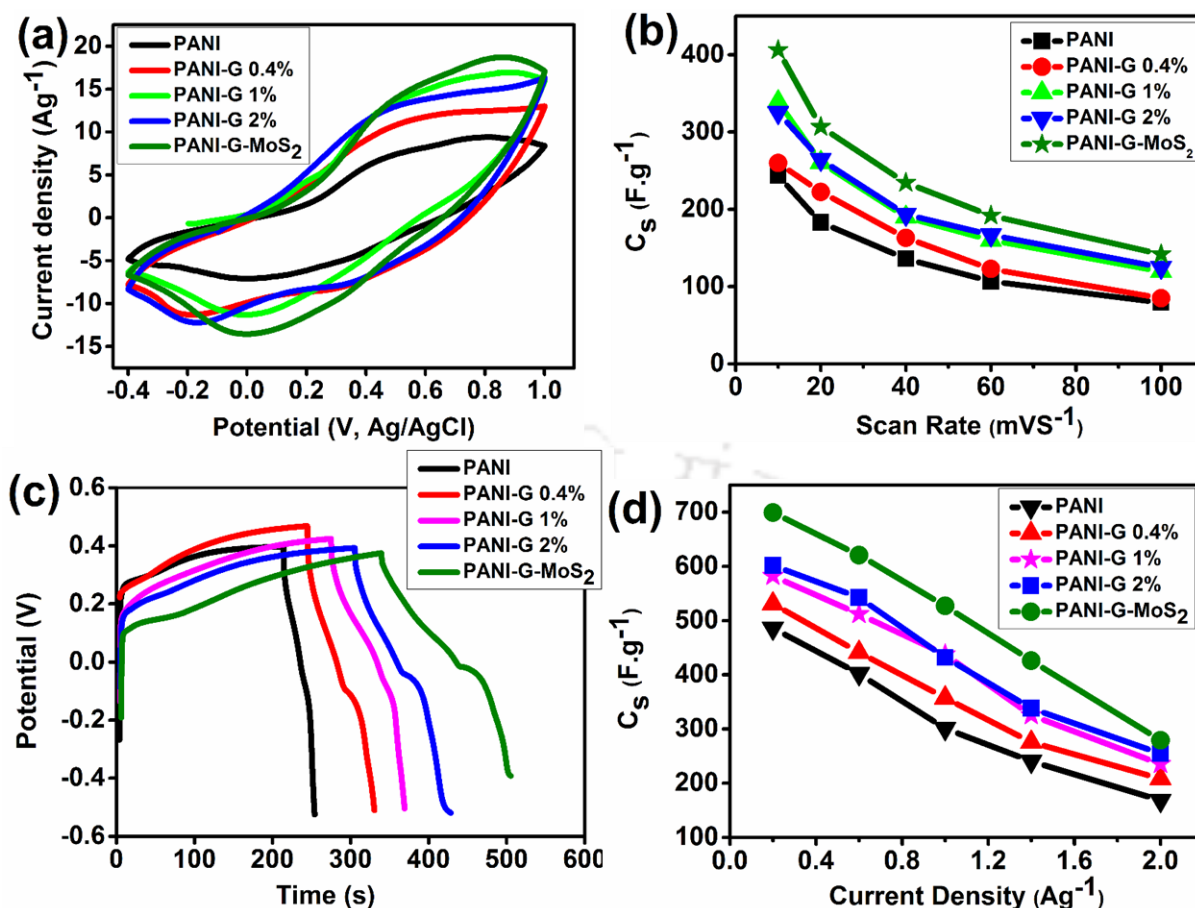 (a)
PANI
PANI-G 0.4%
PANI-G 1%
PANI-G 2%
PANI-G-MoS₂
20
15
10
5
0
-5
-10
-15
Current density (Ag⁻¹)
-0.4 -0.2 0.0 0.2 0.4 0.6 0.8 1.0
Potential (V, Ag/AgCl)
(b)
PANI
PANI-G 0.4%
PANI-G 1%
PANI-G 2%
PANI-G-MoS₂
400
300
200
100
0
Cₛ (F.g⁻¹)
0 20 40 60 80 100
Scan Rate (mVS⁻¹)
(c)
PANI
PANI-G 0.4%
PANI-G 1%
PANI-G 2%
PANI-G-MoS₂
0.6
0.4
0.2
0.0
-0.2
-0.4
-0.6
Potential (V)
0 100 200 300 400 500 600
Time (s)
(d)
PANI
PANI-G 0.4%
PANI-G 1%
PANI-G 2%
PANI-G-MoS₂
700
600
500
400
300
200
100
Cₛ (F.g⁻¹)
0.0 0.4 0.8 1.2 1.6 2.0
Current Density (Ag⁻¹)